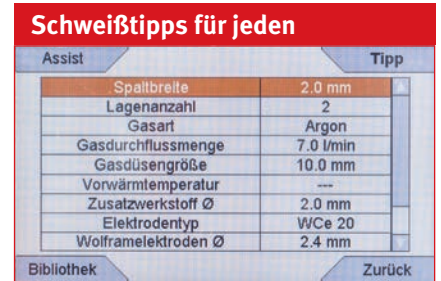 Schweißtipps für jeden
Assist Tipp
Spaltbreite 2.0 mm
Lagenanzahl 2
Gasart Argon
Gasdurchflussmenge 7.0 l/min
Gasdüsengröße 10.0 mm
Vorwärmtemperatur ---
Zusatzwerkstoff Ø 2.0 mm
Elektrodentyp WCe 20
Wolframelektroden Ø 2.4 mm
Bibliothek Zurück